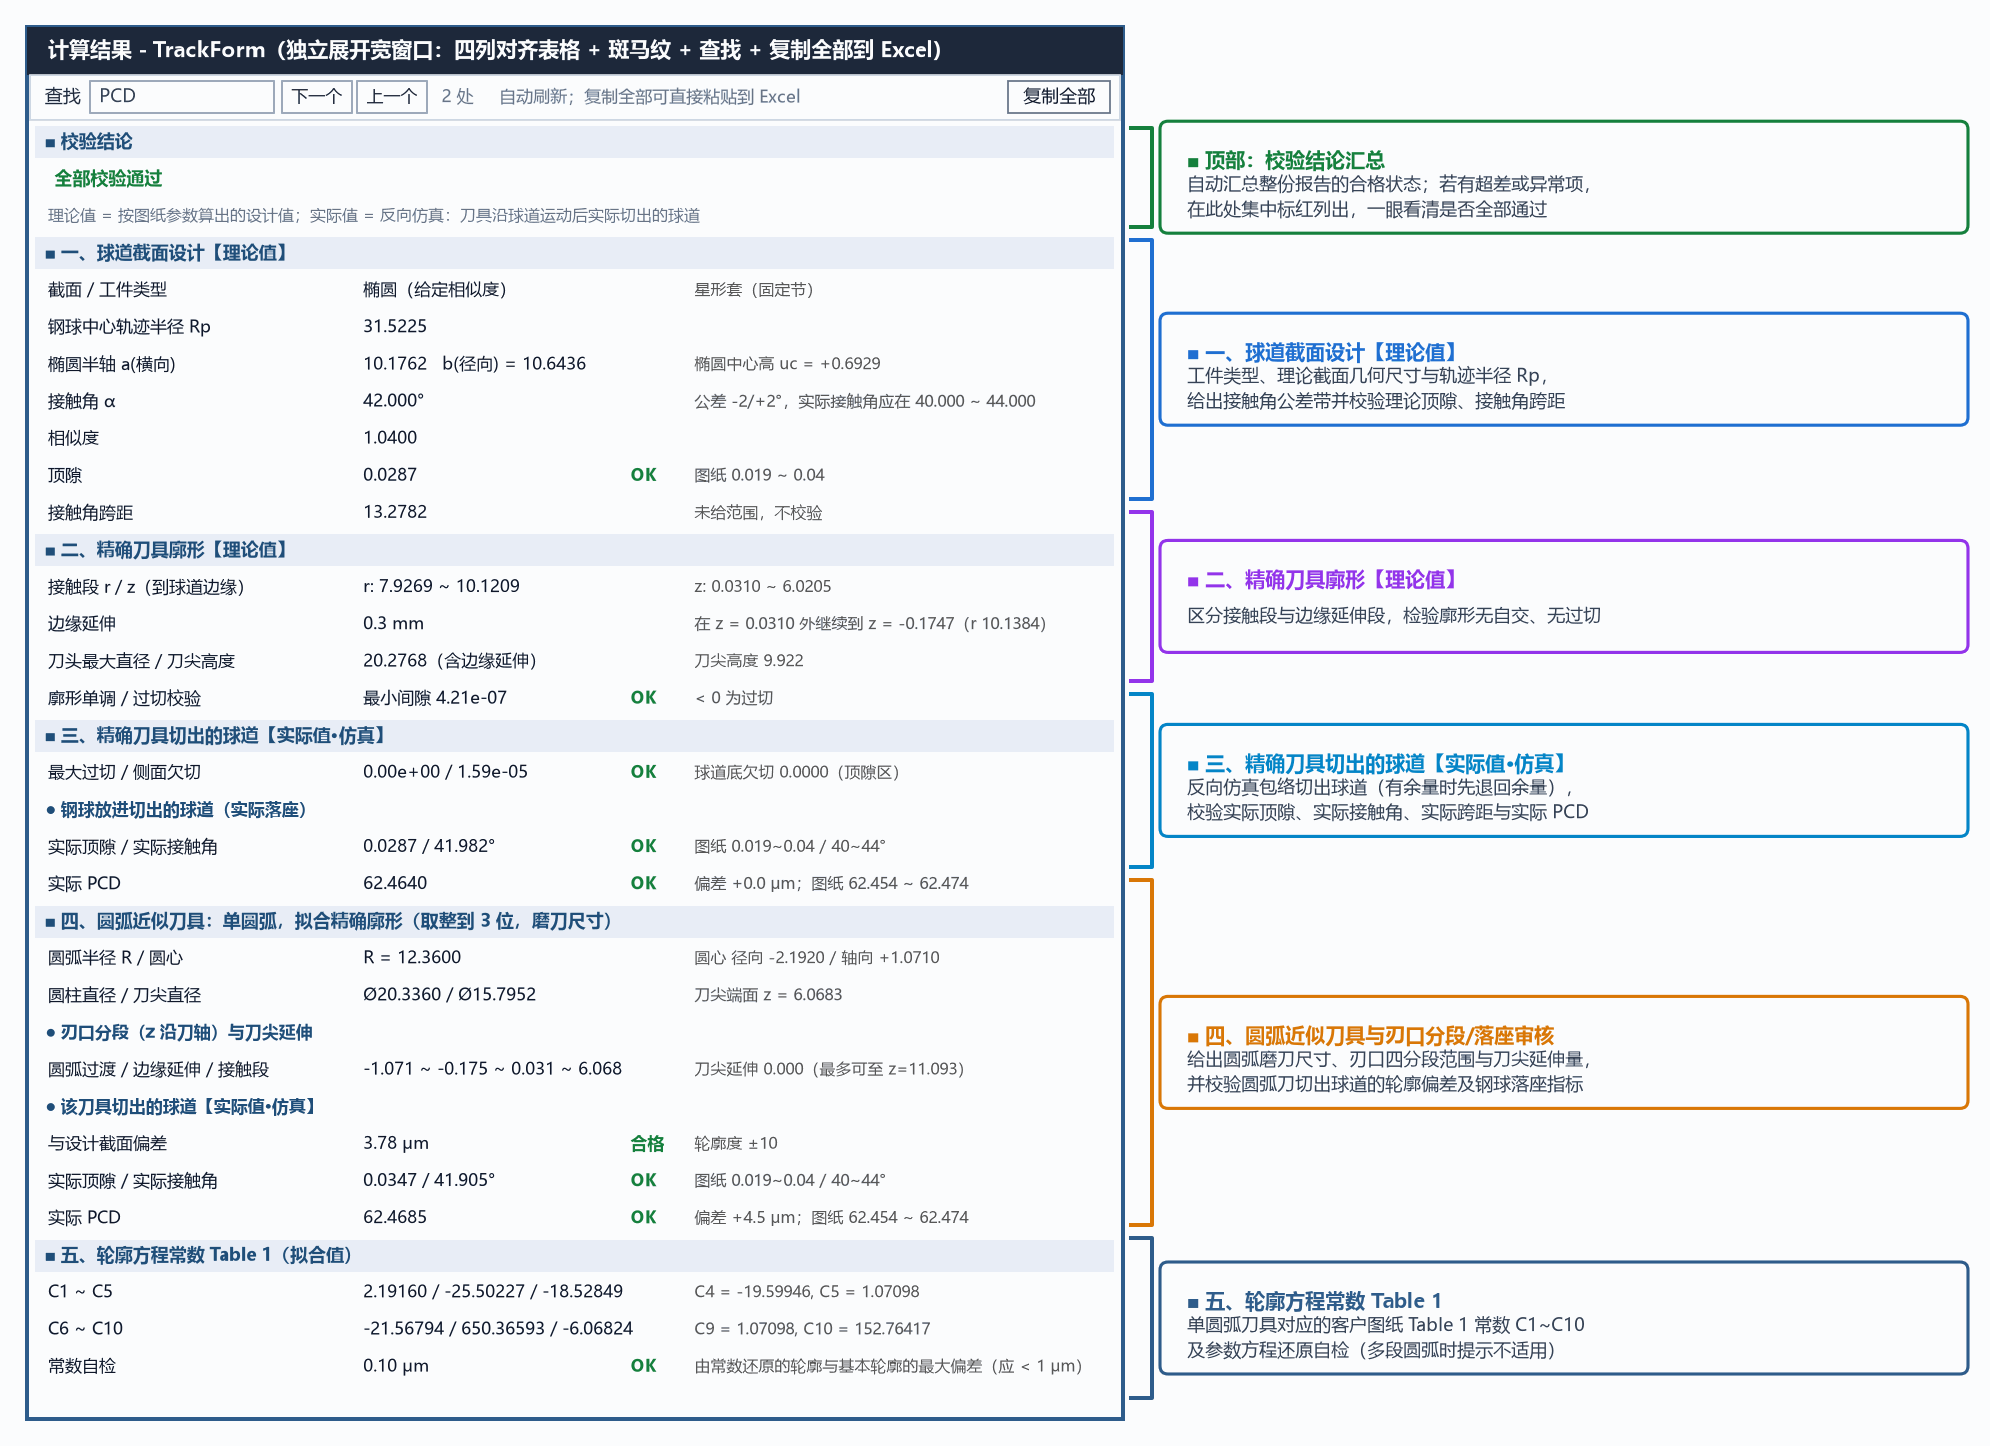 计算结果 - TrackForm（独立展开宽窗口：四列对齐表格 + 斑马纹 + 查找 + 复制全部到 Excel）
查找 PCD 下一个 上一个 2 处 自动刷新；复制全部可直接粘贴到 Excel 复制全部
■ 校验结论
全部校验通过
理论值 = 按图纸参数算出的设计值；实际值 = 反向仿真：刀具沿球道运动后实际切出的球道
■ 一、球道截面设计【理论值】
截面 / 工件类型 椭圆（给定相似度） 星形套（固定节）
钢球中心轨迹半径 Rp 31.5225
椭圆半轴 a(横向) 10.1762 b(径向) = 10.6436 椭圆中心高 uc = +0.6929
接触角 α 42.000° 公差 -2/+2°，实际接触角应在 40.000 ~ 44.000
相似度 1.0400
顶隙 0.0287 OK 图纸 0.019 ~ 0.04
接触角跨距 13.2782 未给范围，不校验
■ 二、精确刀具廓形【理论值】
接触段 r / z（到球道边缘） r: 7.9269 ~ 10.1209 z: 0.0310 ~ 6.0205
边缘延伸 0.3 mm 在 z = 0.0310 外继续到 z = -0.1747（r 10.1384）
刀头最大直径 / 刀尖高度 20.2768（含边缘延伸） 刀尖高度 9.922
廓形单调 / 过切校验 最小间隙 4.21e-07 OK < 0 为过切
■ 三、精确刀具切出的球道【实际值·仿真】
最大过切 / 侧面欠切 0.00e+00 / 1.59e-05 OK 球道底欠切 0.0000（顶隙区）
● 钢球放进切出的球道（实际落座）
实际顶隙 / 实际接触角 0.0287 / 41.982° OK 图纸 0.019~0.04 / 40~44°
实际 PCD 62.4640 OK 偏差 +0.0 µm；图纸 62.454 ~ 62.474
■ 四、圆弧近似刀具：单圆弧，拟合精确廓形（取整到 3 位，磨刀尺寸）
圆弧半径 R / 圆心 R = 12.3600 圆心 径向 -2.1920 / 轴向 +1.0710
圆柱直径 / 刀尖直径 Ø20.3360 / Ø15.7952 刀尖端面 z = 6.0683
● 刃口分段（z 沿刀轴）与刀尖延伸
圆弧过渡 / 边缘延伸 / 接触段 -1.071 ~ -0.175 ~ 0.031 ~ 6.068 刀尖延伸 0.000（最多可至 z=11.093）
● 该刀具切出的球道【实际值·仿真】
与设计截面偏差 3.78 µm 合格 轮廓度 ±10
实际顶隙 / 实际接触角 0.0347 / 41.905° OK 图纸 0.019~0.04 / 40~44°
实际 PCD 62.4685 OK 偏差 +4.5 µm；图纸 62.454 ~ 62.474
■ 五、轮廓方程常数 Table 1（拟合值）
C1 ~ C5 2.19160 / -25.50227 / -18.52849 C4 = -19.59946, C5 = 1.07098
C6 ~ C10 -21.56794 / 650.36593 / -6.06824 C9 = 1.07098, C10 = 152.76417
常数自检 0.10 µm OK 由常数还原的轮廓与基本轮廓的最大偏差（应 < 1 µm）
■ 顶部：校验结论汇总
自动汇总整份报告的合格状态；若有超差或异常项，
在此处集中标红列出，一眼看清是否全部通过
■ 一、球道截面设计【理论值】
工件类型、理论截面几何尺寸与轨迹半径 Rp，
给出接触角公差带并校验理论顶隙、接触角跨距
■ 二、精确刀具廓形【理论值】
区分接触段与边缘延伸段，检验廓形无自交、无过切
■ 三、精确刀具切出的球道【实际值·仿真】
反向仿真包络切出球道（有余量时先退回余量），
校验实际顶隙、实际接触角、实际跨距与实际 PCD
■ 四、圆弧近似刀具与刃口分段/落座审核
给出圆弧磨刀尺寸、刃口四分段范围与刀尖延伸量，
并校验圆弧刀切出球道的轮廓偏差及钢球落座指标
■ 五、轮廓方程常数 Table 1
单圆弧刀具对应的客户图纸 Table 1 常数 C1~C10
及参数方程还原自检（多段圆弧时提示不适用）